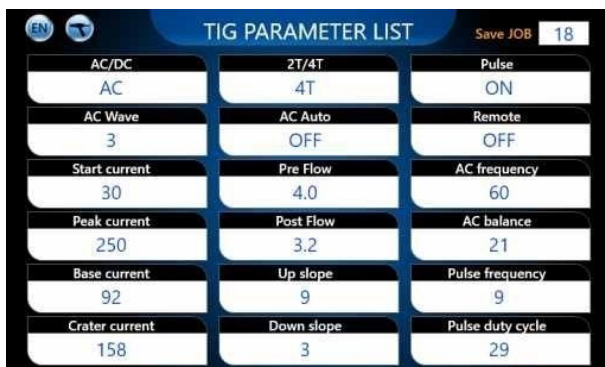 EN TIG PARAMETER LIST Save JOB 18
AC/DC 2T/4T Pulse
AC 4T ON
AC Wave AC Auto Remote
3 OFF OFF
Start current Pre Flow AC frequency
30 4.0 60
Peak current Post Flow AC balance
250 3.2 21
Base current Up slope Pulse frequency
92 9 9
Crater current Down slope Pulse duty cycle
158 3 29